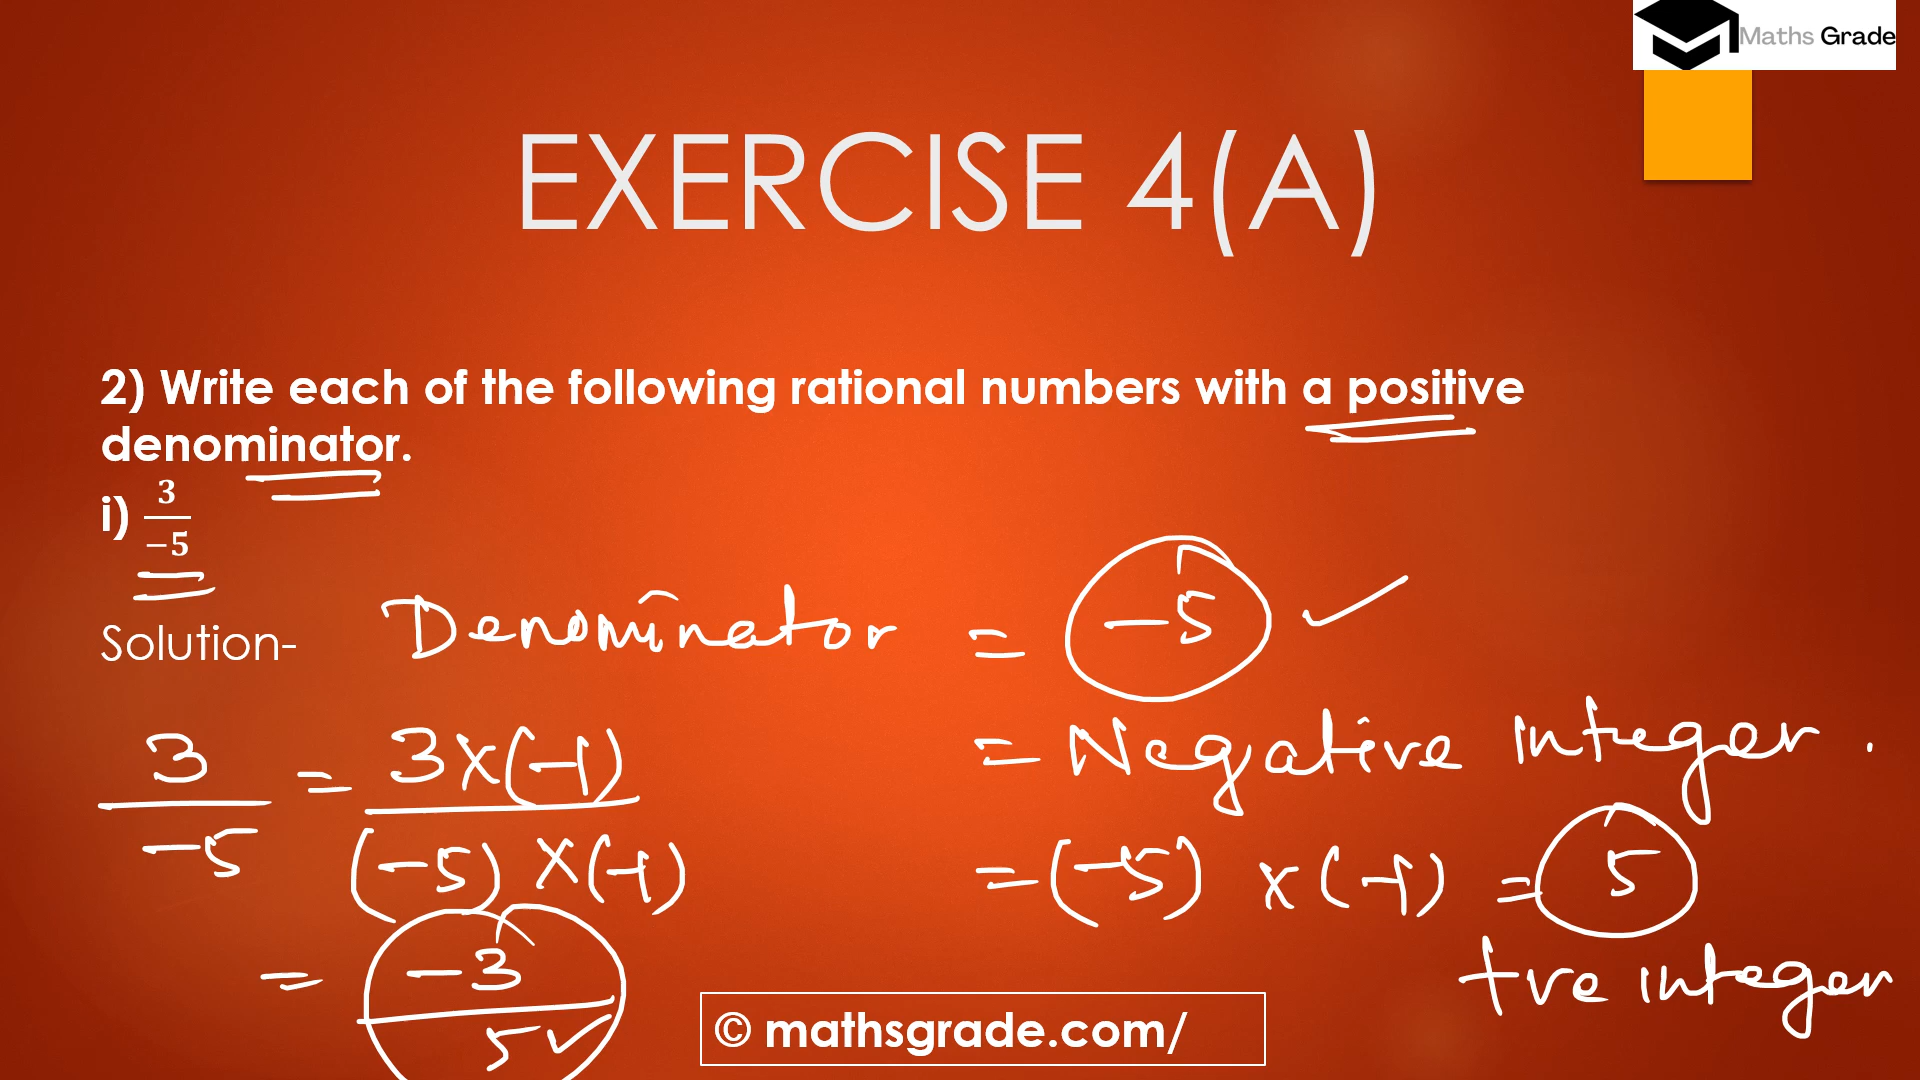 Maths Grade
EXERCISE 4(A)
2) Write each of the following rational numbers with a positive
denominator.
i) 3/−5
Solution-
Denominator = −5 ✓
= Negative integer.
3/−5 = 3×(−1)/(−5)×(−1)
= (−5) × (−1) = 5
+ve integer
= −3/5 ✓
© mathsgrade.com/